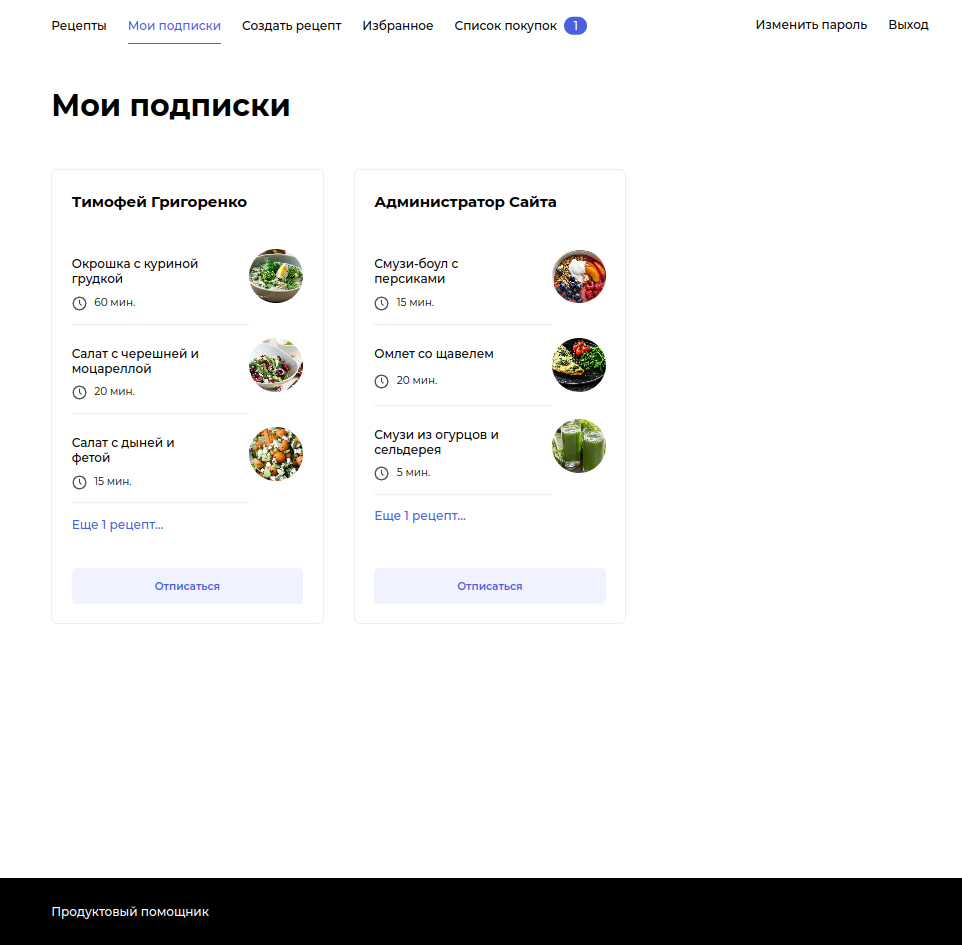 Рецепты Мои подписки Создать рецепт Избранное Список покупок 1 Изменить пароль Выход
Мои подписки
Тимофей Григоренко
Окрошка с куриной
грудкой
60 мин.
Салат с черешней и
моцареллой
20 мин.
Салат с дыней и
фетой
15 мин.
Еще 1 рецепт...
Отписаться
Администратор Сайта
Смузи-боул с
персиками
15 мин.
Омлет со щавелем
20 мин.
Смузи из огурцов и
сельдерея
5 мин.
Еще 1 рецепт...
Отписаться
Продуктовый помощник